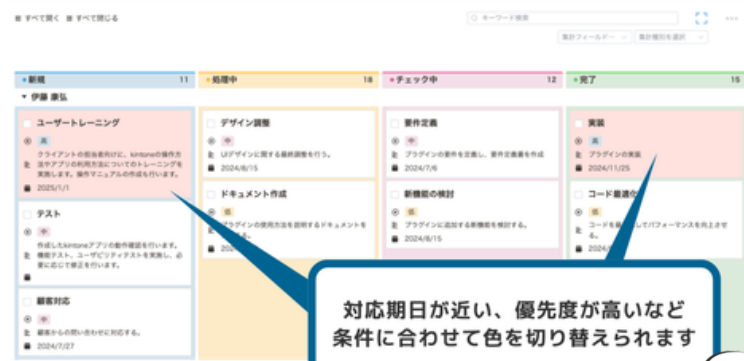 すべて開く すべて閉じる
キーワード検索
集計フィールド… 集計種別を選択
新規 11 処理中 18 チェック中 12 完了 15
伊藤 康弘
ユーザートレーニング デザイン調整 要件定義 実装
高 中 中 高
クライアントの担当者向けに、kintoneの操作方
法やアプリの利用方法についてのトレーニングを
実施します。操作マニュアルの作成も行います。
2025/1/1
UIデザインに関する最終調整を行う。
2024/8/15
プラグインの要件を定義し、要件定義書を作成
2024/7/6
プラグインの実装
2024/11/25
テスト
中
作成したkintoneアプリの動作確認を行います。
機能テスト、ユーザビリティテストを実施し、必
要に応じて修正を行います。
ドキュメント作成
低
プラグインの使用方法を説明するドキュメントを
新機能の検討
低
プラグインに追加する新機能を検討する。
2024/8/15
コード最適化
低
してパフォーマンスを向上させ
る。
顧客対応
中
顧客からの問い合わせに対応する。
2024/7/27
対応期日が近い、優先度が高いなど
条件に合わせて色を切り替えられます